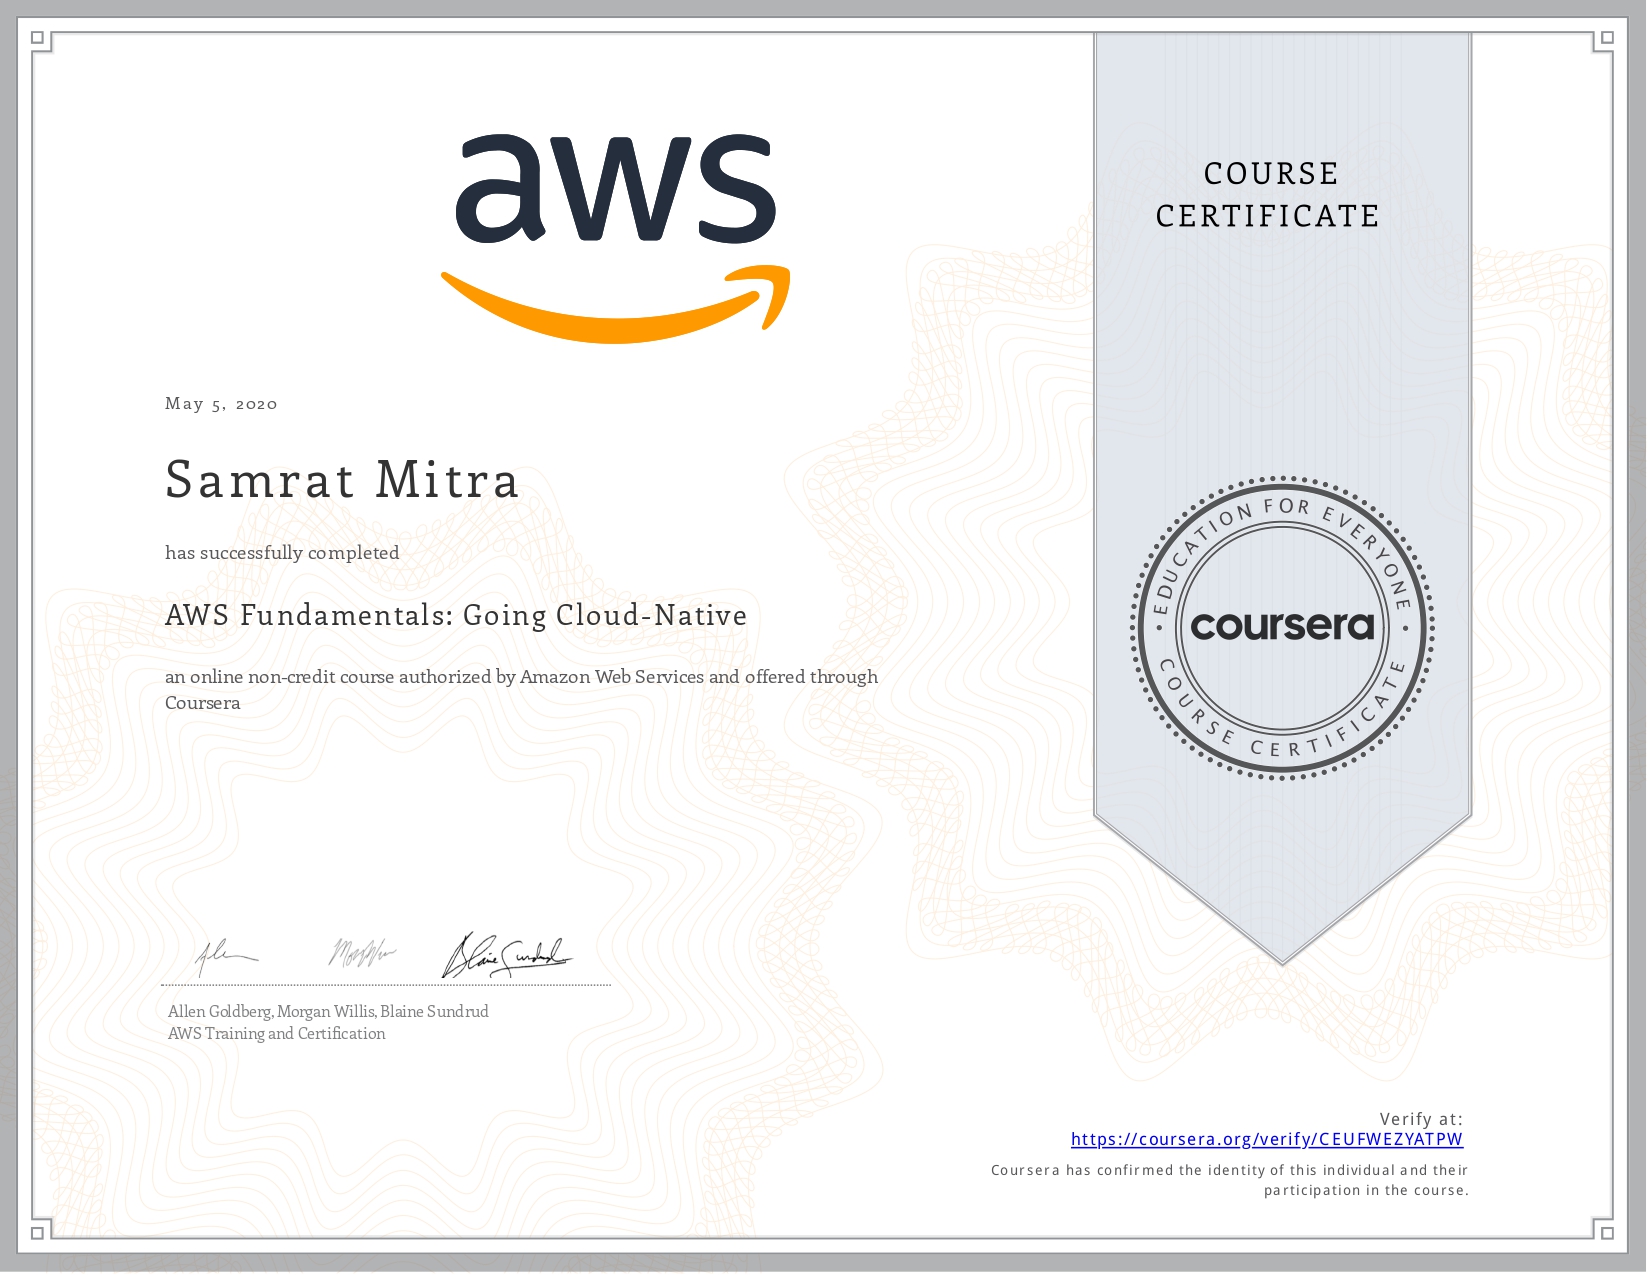 aws
COURSE
CERTIFICATE
May 5, 2020
Samrat Mitra
has successfully completed
AWS Fundamentals: Going Cloud-Native
an online non-credit course authorized by Amazon Web Services and offered through
Coursera
EDUCATION FOR EVERYONE
coursera
COURSE CERTIFICATE
Blaine Sundrud
Allen Goldberg, Morgan Willis, Blaine Sundrud
AWS Training and Certification
Verify at:
https://coursera.org/verify/CEUFWEZYATPW
Coursera has confirmed the identity of this individual and their
participation in the course.